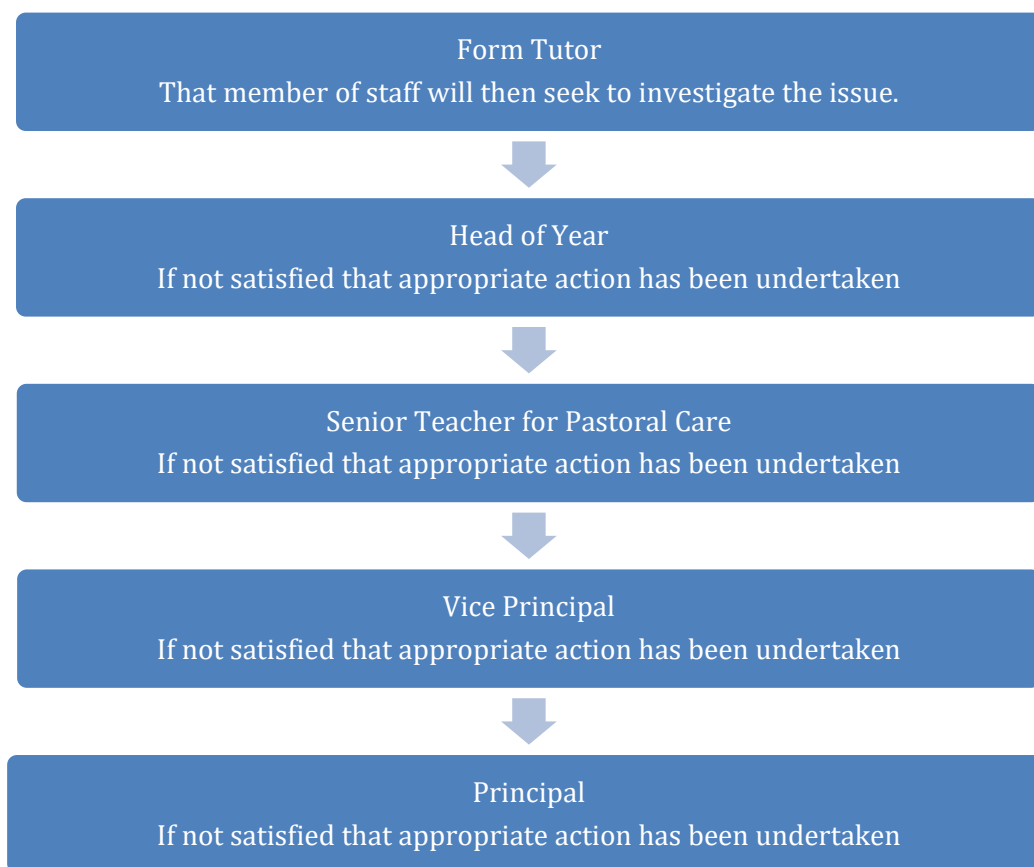 Form Tutor
That member of staff will then seek to investigate the issue.
Head of Year
If not satisfied that appropriate action has been undertaken
Senior Teacher for Pastoral Care
If not satisfied that appropriate action has been undertaken
Vice Principal
If not satisfied that appropriate action has been undertaken
Principal
If not satisfied that appropriate action has been undertaken